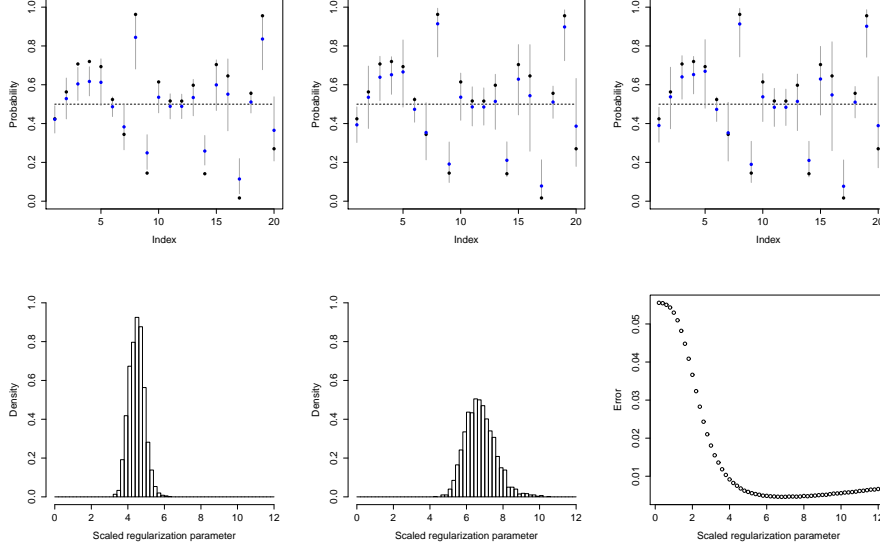 Probability
0.0 0.2 0.4 0.6 0.8 1.0
5 10 15 20
Index
Probability
0.0 0.2 0.4 0.6 0.8 1.0
5 10 15 20
Index
Probability
0.0 0.2 0.4 0.6 0.8 1.0
5 10 15 20
Index
Density
0.0 0.2 0.4 0.6 0.8 1.0
0 2 4 6 8 10 12
Scaled regularization parameter
Density
0.0 0.2 0.4 0.6 0.8 1.0
0 2 4 6 8 10 12
Scaled regularization parameter
Error
0.01 0.02 0.03 0.04 0.05
0 2 4 6 8 10 12
Scaled regularization parameter